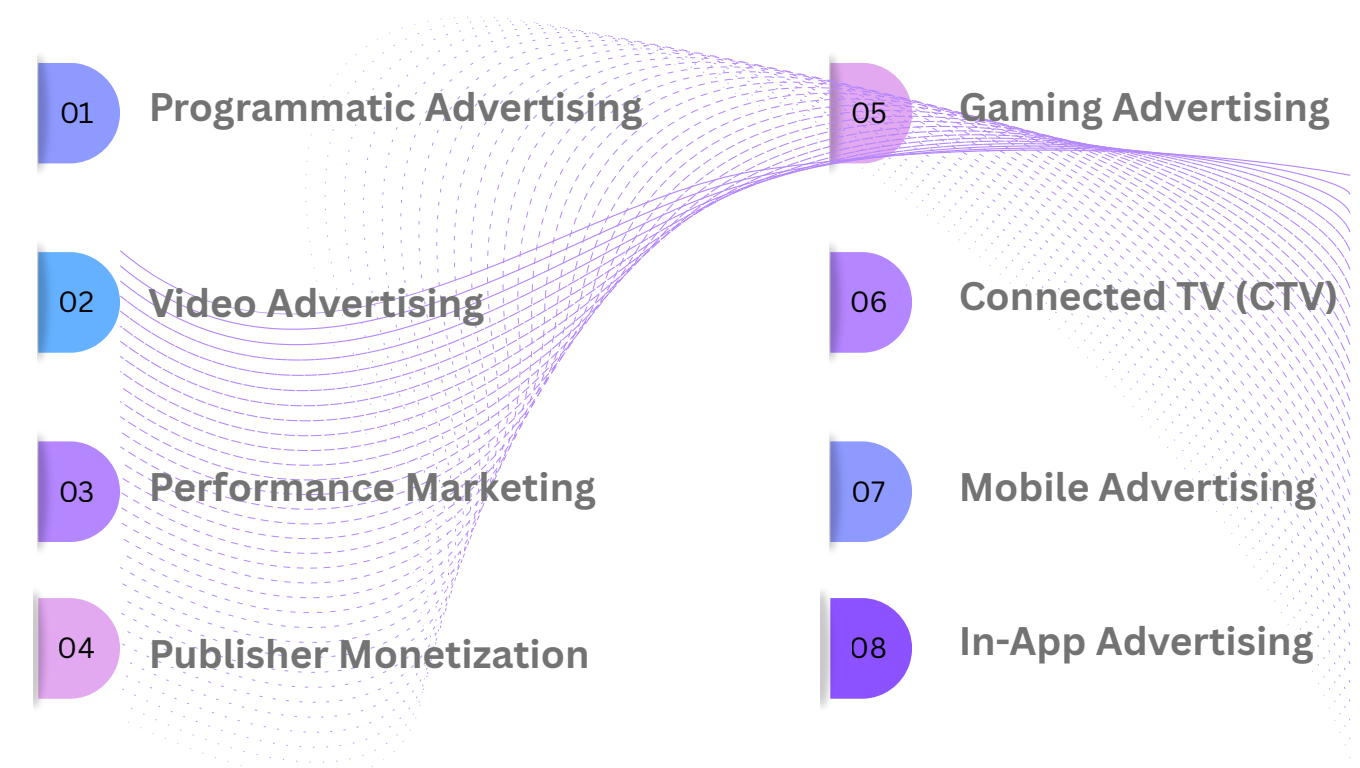 01 Programmatic Advertising
02 Video Advertising
03 Performance Marketing
04 Publisher Monetization
05 Gaming Advertising
06 Connected TV (CTV)
07 Mobile Advertising
08 In-App Advertising